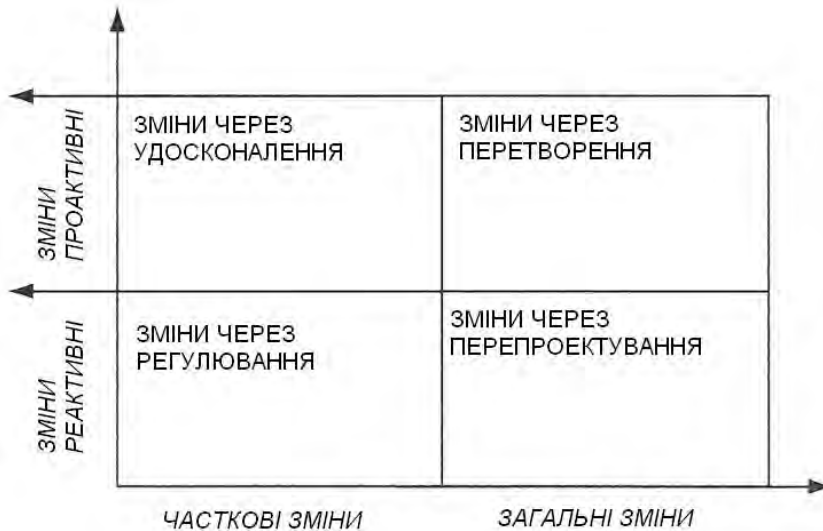 ЗМІНИ
ПРОАКТИВНІ
ЗМІНИ ЧЕРЕЗ
УДОСКОНАЛЕННЯ
ЗМІНИ ЧЕРЕЗ
ПЕРЕТВОРЕННЯ
ЗМІНИ
РЕАКТИВНІ
ЗМІНИ ЧЕРЕЗ
РЕГУЛЮВАННЯ
ЗМІНИ ЧЕРЕЗ
ПЕРЕПРОЕКТУВАННЯ
ЧАСТКОВІ ЗМІНИ
ЗАГАЛЬНІ ЗМІНИ